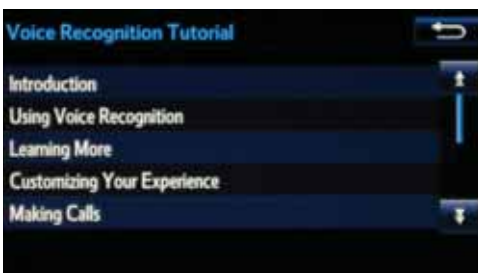 Voice Recognition Tutorial
Introduction
Using Voice Recognition
Learning More
Customizing Your Experience
Making Calls